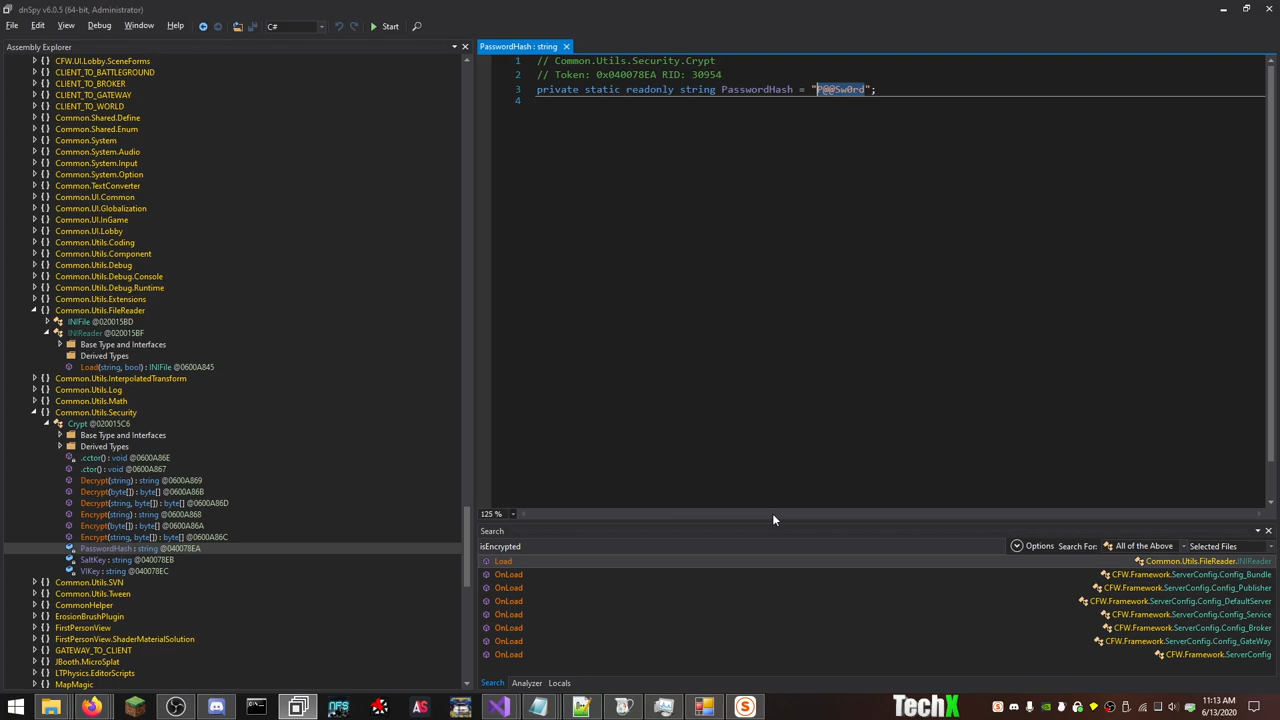 dnSpy v6.0.5 (64-bit, Administrator)
File Edit View Debug Window Help C# Start
Assembly Explorer
CFW.UI.Lobby.SceneForms
CLIENT_TO_BATTLEGROUND
CLIENT_TO_BROKER
CLIENT_TO_GATEWAY
CLIENT_TO_WORLD
Common.Shared.Define
Common.Shared.Enum
Common.System
Common.System.Audio
Common.System.Input
Common.System.Option
Common.TextConverter
Common.UI.Common
Common.UI.Globalization
Common.UI.InGame
Common.UI.Lobby
Common.Utils.Coding
Common.Utils.Component
Common.Utils.Debug
Common.Utils.Debug.Console
Common.Utils.Debug.Runtime
Common.Utils.Extensions
Common.Utils.FileReader
INIFile @020015BD
INIReader @020015BF
Base Type and Interfaces
Derived Types
Load(string, bool) : INIFile @0600A845
Common.Utils.InterpolatedTransform
Common.Utils.Log
Common.Utils.Math
Common.Utils.Security
Crypt @020015C6
Base Type and Interfaces
Derived Types
.cctor() : void @0600A86E
.ctor() : void @0600A867
Decrypt(string) : string @0600A869
Decrypt(byte[]) : byte[] @0600A86B
Decrypt(string, byte[]) : byte[] @0600A86D
Encrypt(string) : string @0600A868
Encrypt(byte[]) : byte[] @0600A86A
Encrypt(string, byte[]) : byte[] @0600A86C
PasswordHash : string @040078EA
SaltKey : string @040078EB
VIKey : string @040078EC
Common.Utils.SVN
Common.Utils.Tween
CommonHelper
ErosionBrushPlugin
FirstPersonView
FirstPersonView.ShaderMaterialSolution
GATEWAY_TO_CLIENT
JBooth.MicroSplat
LTPhysics.EditorScripts
MapMagic
PasswordHash : string
1 // Common.Utils.Security.Crypt
2 // Token: 0x040078EA RID: 30954
3 private static readonly string PasswordHash = "P@@Sw0rd";
4
125 %
Search
isEncrypted
Options Search For: All of the Above Selected Files
Load Common.Utils.FileReader.INIReader
OnLoad CFW.Framework.ServerConfig.Config_Bundle
OnLoad CFW.Framework.ServerConfig.Config_Publisher
OnLoad CFW.Framework.ServerConfig.Config_DefaultServer
OnLoad CFW.Framework.ServerConfig.Config_Service
OnLoad CFW.Framework.ServerConfig.Config_Broker
OnLoad CFW.Framework.ServerConfig.Config_GateWay
OnLoad CFW.Framework.ServerConfig
Search Analyzer Locals
NFS
AS
TechX
11:13 AM
6/13/2020